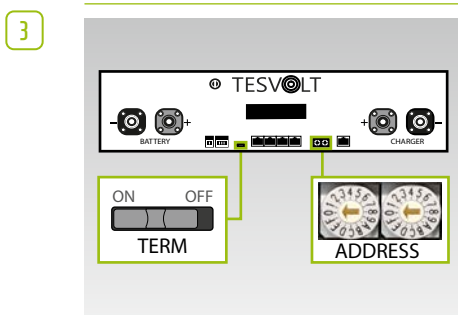 3
TESVOLT
- + + -
BATTERY CHARGER
ON OFF
TERM
ADDRESS